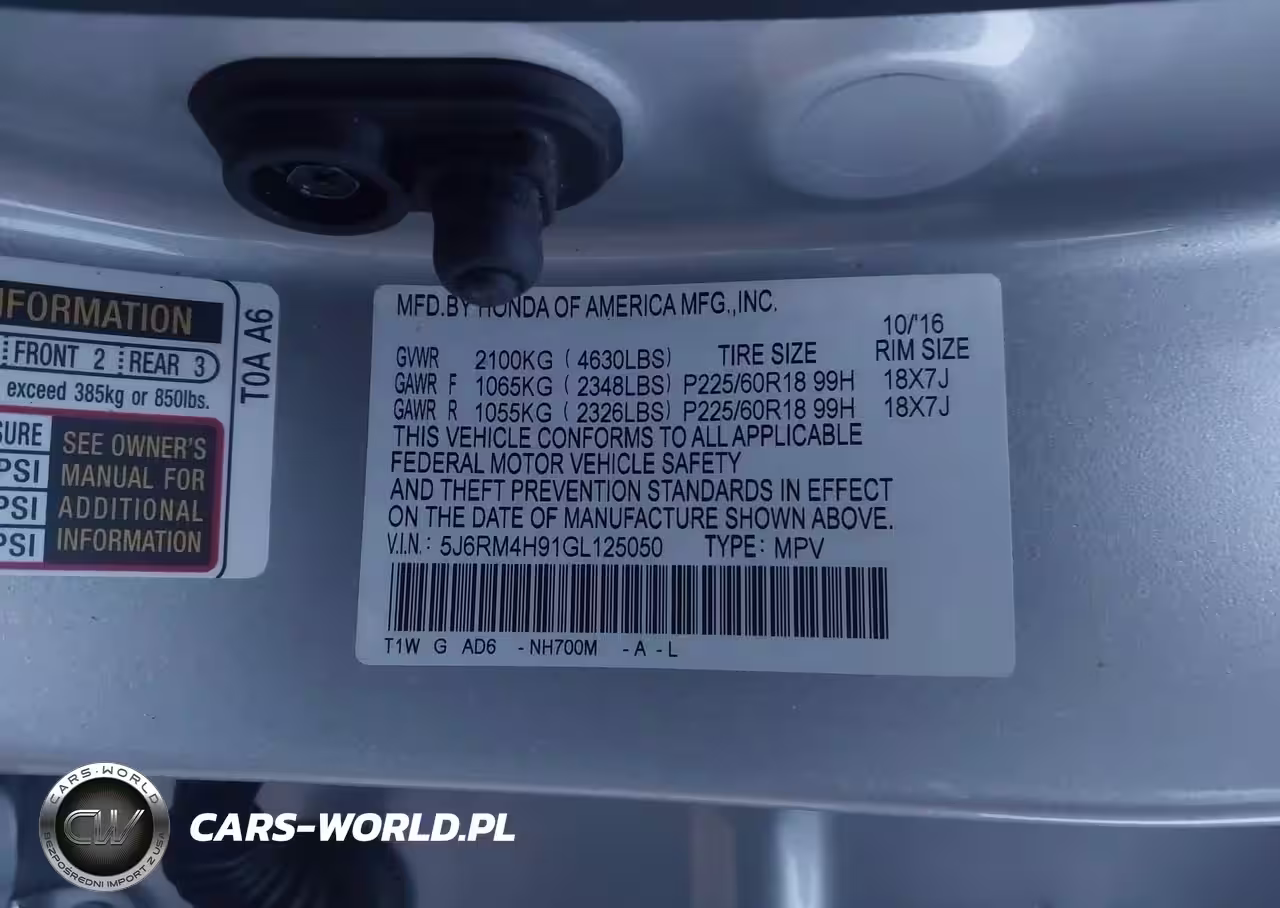 NFORMATION
FRONT 2 REAR 3
exceed 385kg or 850lbs.
SURE
PSI
PSI
PSI
SEE OWNER'S
MANUAL FOR
ADDITIONAL
INFORMATION
T0A A6
MFD.BY HONDA OF AMERICA MFG.,INC.
10/'16
GVWR 2100KG ( 4630LBS) TIRE SIZE RIM SIZE
GAWR F 1065KG ( 2348LBS) P225/60R18 99H 18X7J
GAWR R 1055KG ( 2326LBS) P225/60R18 99H 18X7J
THIS VEHICLE CONFORMS TO ALL APPLICABLE
FEDERAL MOTOR VEHICLE SAFETY
AND THEFT PREVENTION STANDARDS IN EFFECT
ON THE DATE OF MANUFACTURE SHOWN ABOVE.
V.I.N.: 5J6RM4H91GL125050 TYPE: MPV
T1W G AD6 -NH700M -A -L
CARS-WORLD
CW
BEZPOŚREDNI IMPORT Z USA
CARS-WORLD.PL